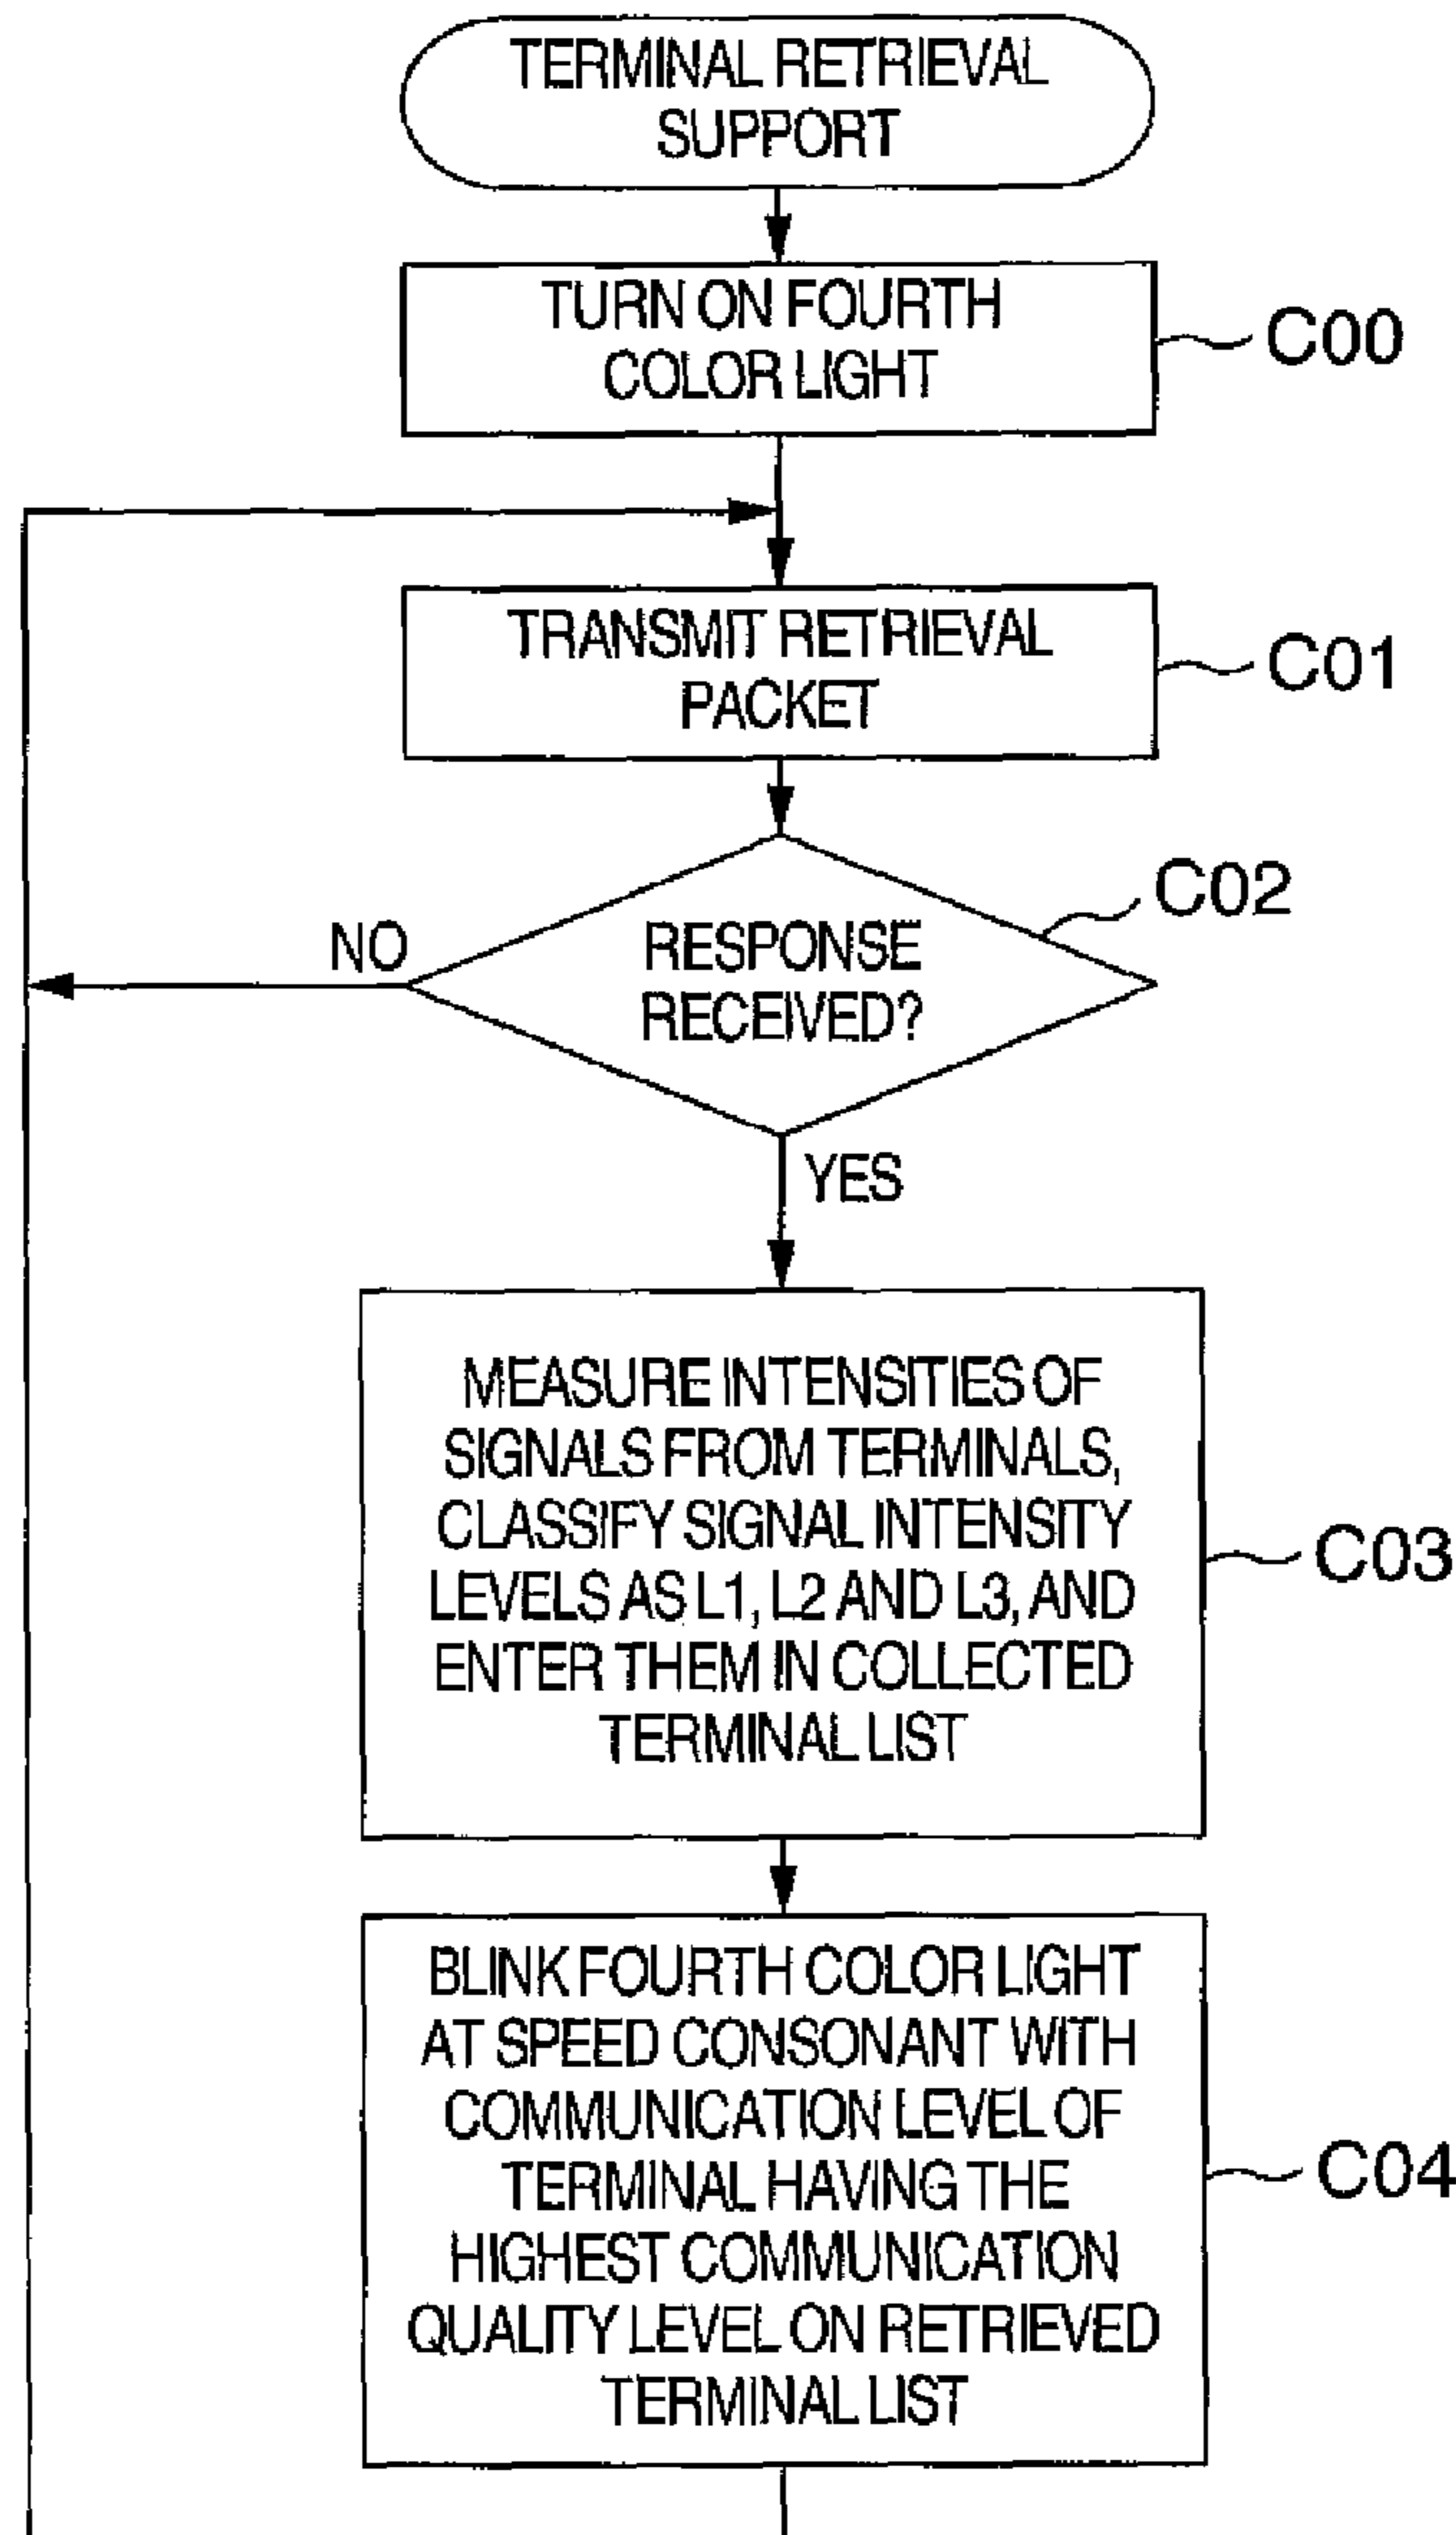 TERMINAL RETRIEVAL
SUPPORT
TURN ON FOURTH
COLOR LIGHT
C00
TRANSMIT RETRIEVAL
PACKET
C01
C02
NO
RESPONSE
RECEIVED?
YES
MEASURE INTENSITIES OF
SIGNALS FROM TERMINALS,
CLASSIFY SIGNAL INTENSITY
LEVELS AS L1, L2 AND L3, AND
ENTER THEM IN COLLECTED
TERMINAL LIST
C03
BLINK FOURTH COLOR LIGHT
AT SPEED CONSONANT WITH
COMMUNICATION LEVEL OF
TERMINAL HAVING THE
HIGHEST COMMUNICATION
QUALITY LEVEL ON RETRIEVED
TERMINAL LIST
C04